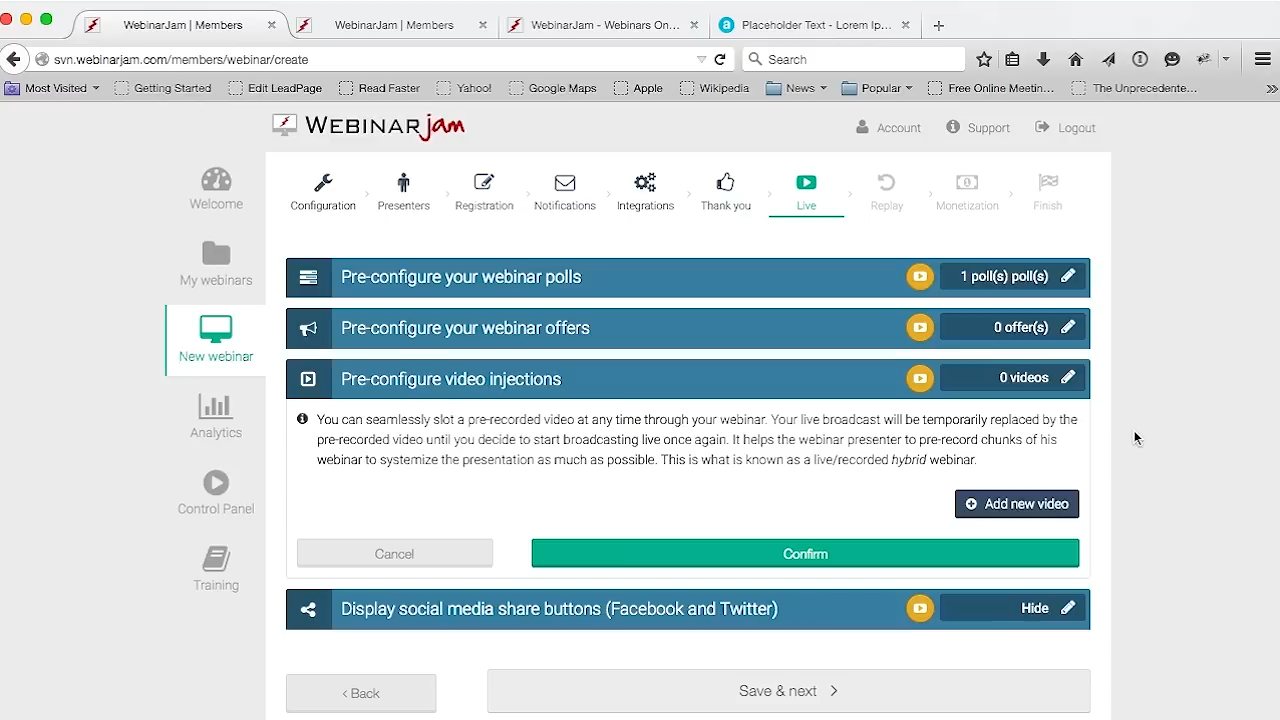 WebinarJam | Members
WebinarJam | Members
WebinarJam - Webinars On...
Placeholder Text - Lorem Ip...
svn.webinarjam.com/members/webinar/create
Search
Most Visited
Getting Started
Edit LeadPage
Read Faster
Yahoo!
Google Maps
Apple
Wikipedia
News
Popular
Free Online Meetin...
The Unprecedente...
WEBINARjam
Account
Support
Logout
Welcome
My webinars
New webinar
Analytics
Control Panel
Training
Configuration
Presenters
Registration
Notifications
Integrations
Thank you
Live
Replay
Monetization
Finish
Pre-configure your webinar polls
1 poll(s) poll(s)
Pre-configure your webinar offers
0 offer(s)
Pre-configure video injections
0 videos
You can seamlessly slot a pre-recorded video at any time through your webinar. Your live broadcast will be temporarily replaced by the
pre-recorded video until you decide to start broadcasting live once again. It helps the webinar presenter to pre-record chunks of his
webinar to systemize the presentation as much as possible. This is what is known as a live/recorded hybrid webinar.
Add new video
Cancel
Confirm
Display social media share buttons (Facebook and Twitter)
Hide
‹ Back
Save & next